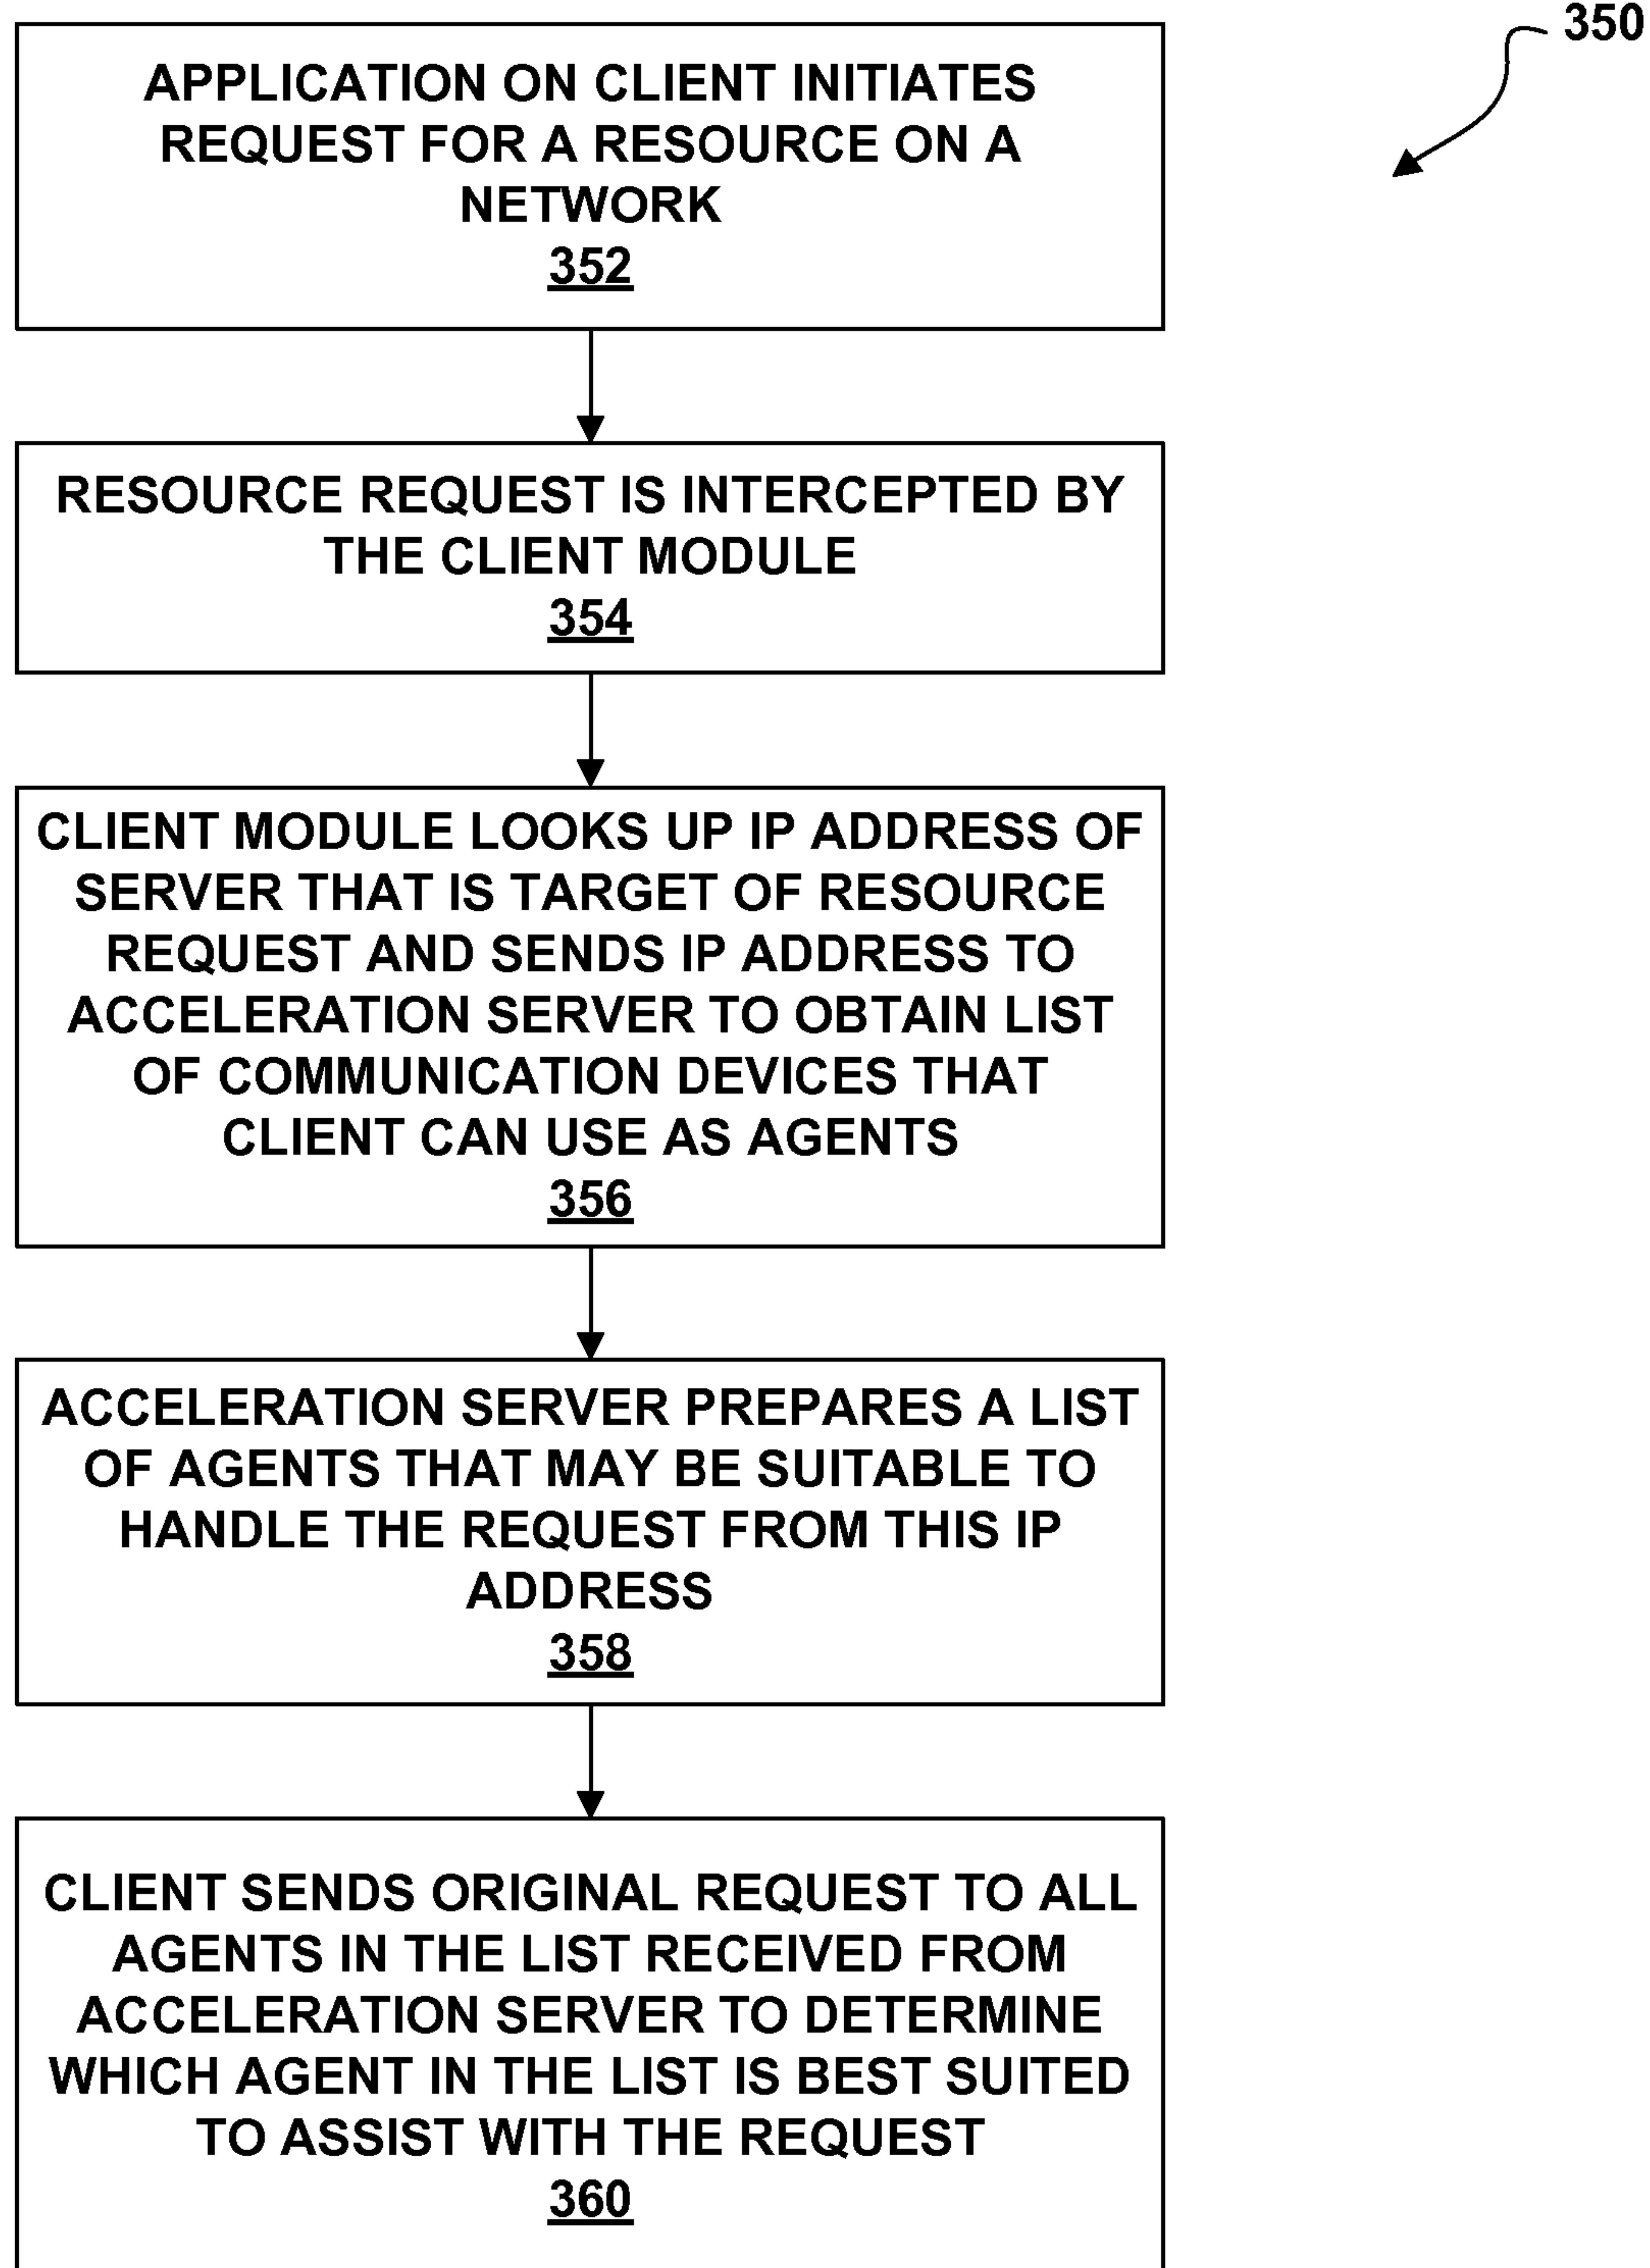 350
APPLICATION ON CLIENT INITIATES
REQUEST FOR A RESOURCE ON A
NETWORK
352
RESOURCE REQUEST IS INTERCEPTED BY
THE CLIENT MODULE
354
CLIENT MODULE LOOKS UP IP ADDRESS OF
SERVER THAT IS TARGET OF RESOURCE
REQUEST AND SENDS IP ADDRESS TO
ACCELERATION SERVER TO OBTAIN LIST
OF COMMUNICATION DEVICES THAT
CLIENT CAN USE AS AGENTS
356
ACCELERATION SERVER PREPARES A LIST
OF AGENTS THAT MAY BE SUITABLE TO
HANDLE THE REQUEST FROM THIS IP
ADDRESS
358
CLIENT SENDS ORIGINAL REQUEST TO ALL
AGENTS IN THE LIST RECEIVED FROM
ACCELERATION SERVER TO DETERMINE
WHICH AGENT IN THE LIST IS BEST SUITED
TO ASSIST WITH THE REQUEST
360